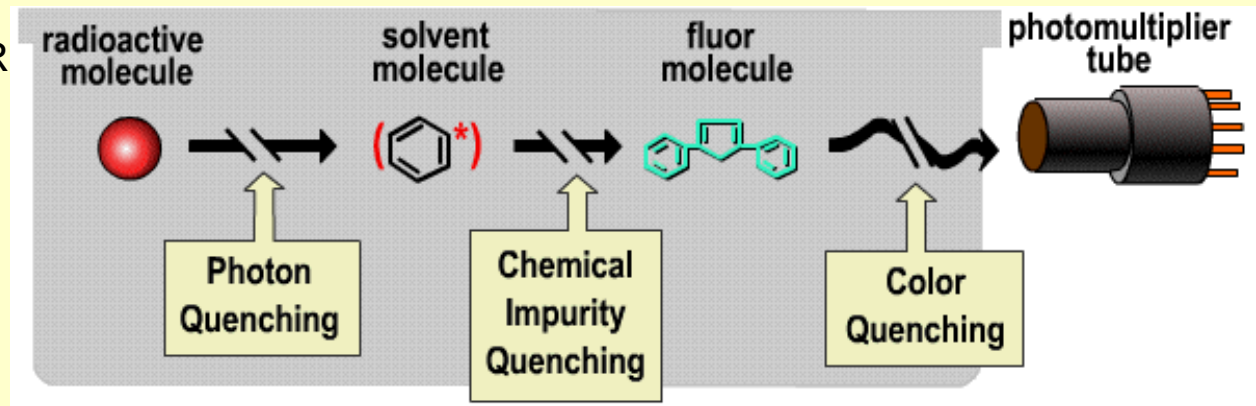 R
radioactive
molecule
solvent
molecule
fluor
molecule
photomultiplier
tube
(
*)
Photon
Quenching
Chemical
Impurity
Quenching
Color
Quenching